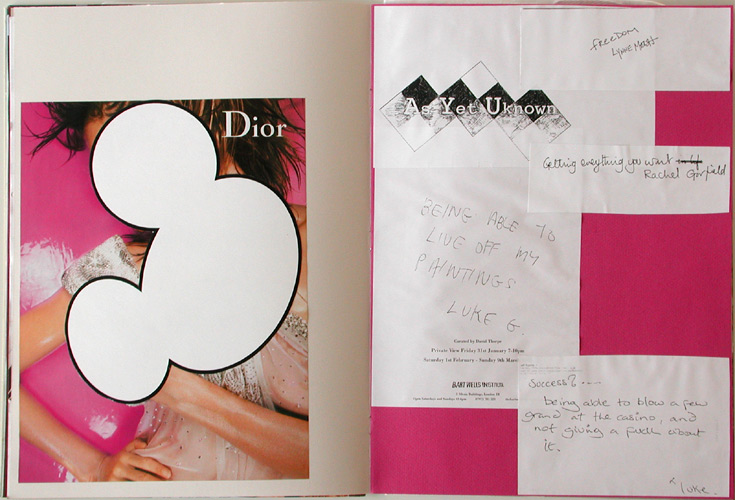 Dior
FREEDOM
As Yet Uknown
Getting everything you want
Rachel Garfield
BEING ABLE TO
LIVE OFF MY
PAINTINGS
LUKE G.
Curated by David Thorpe
Private View Friday 31st January 7-10pm
Saturday 1st February - Sunday 9th March
Success?....
being able to blow a few
grand at the casino, and
not giving a fuck about
it.
Luke.